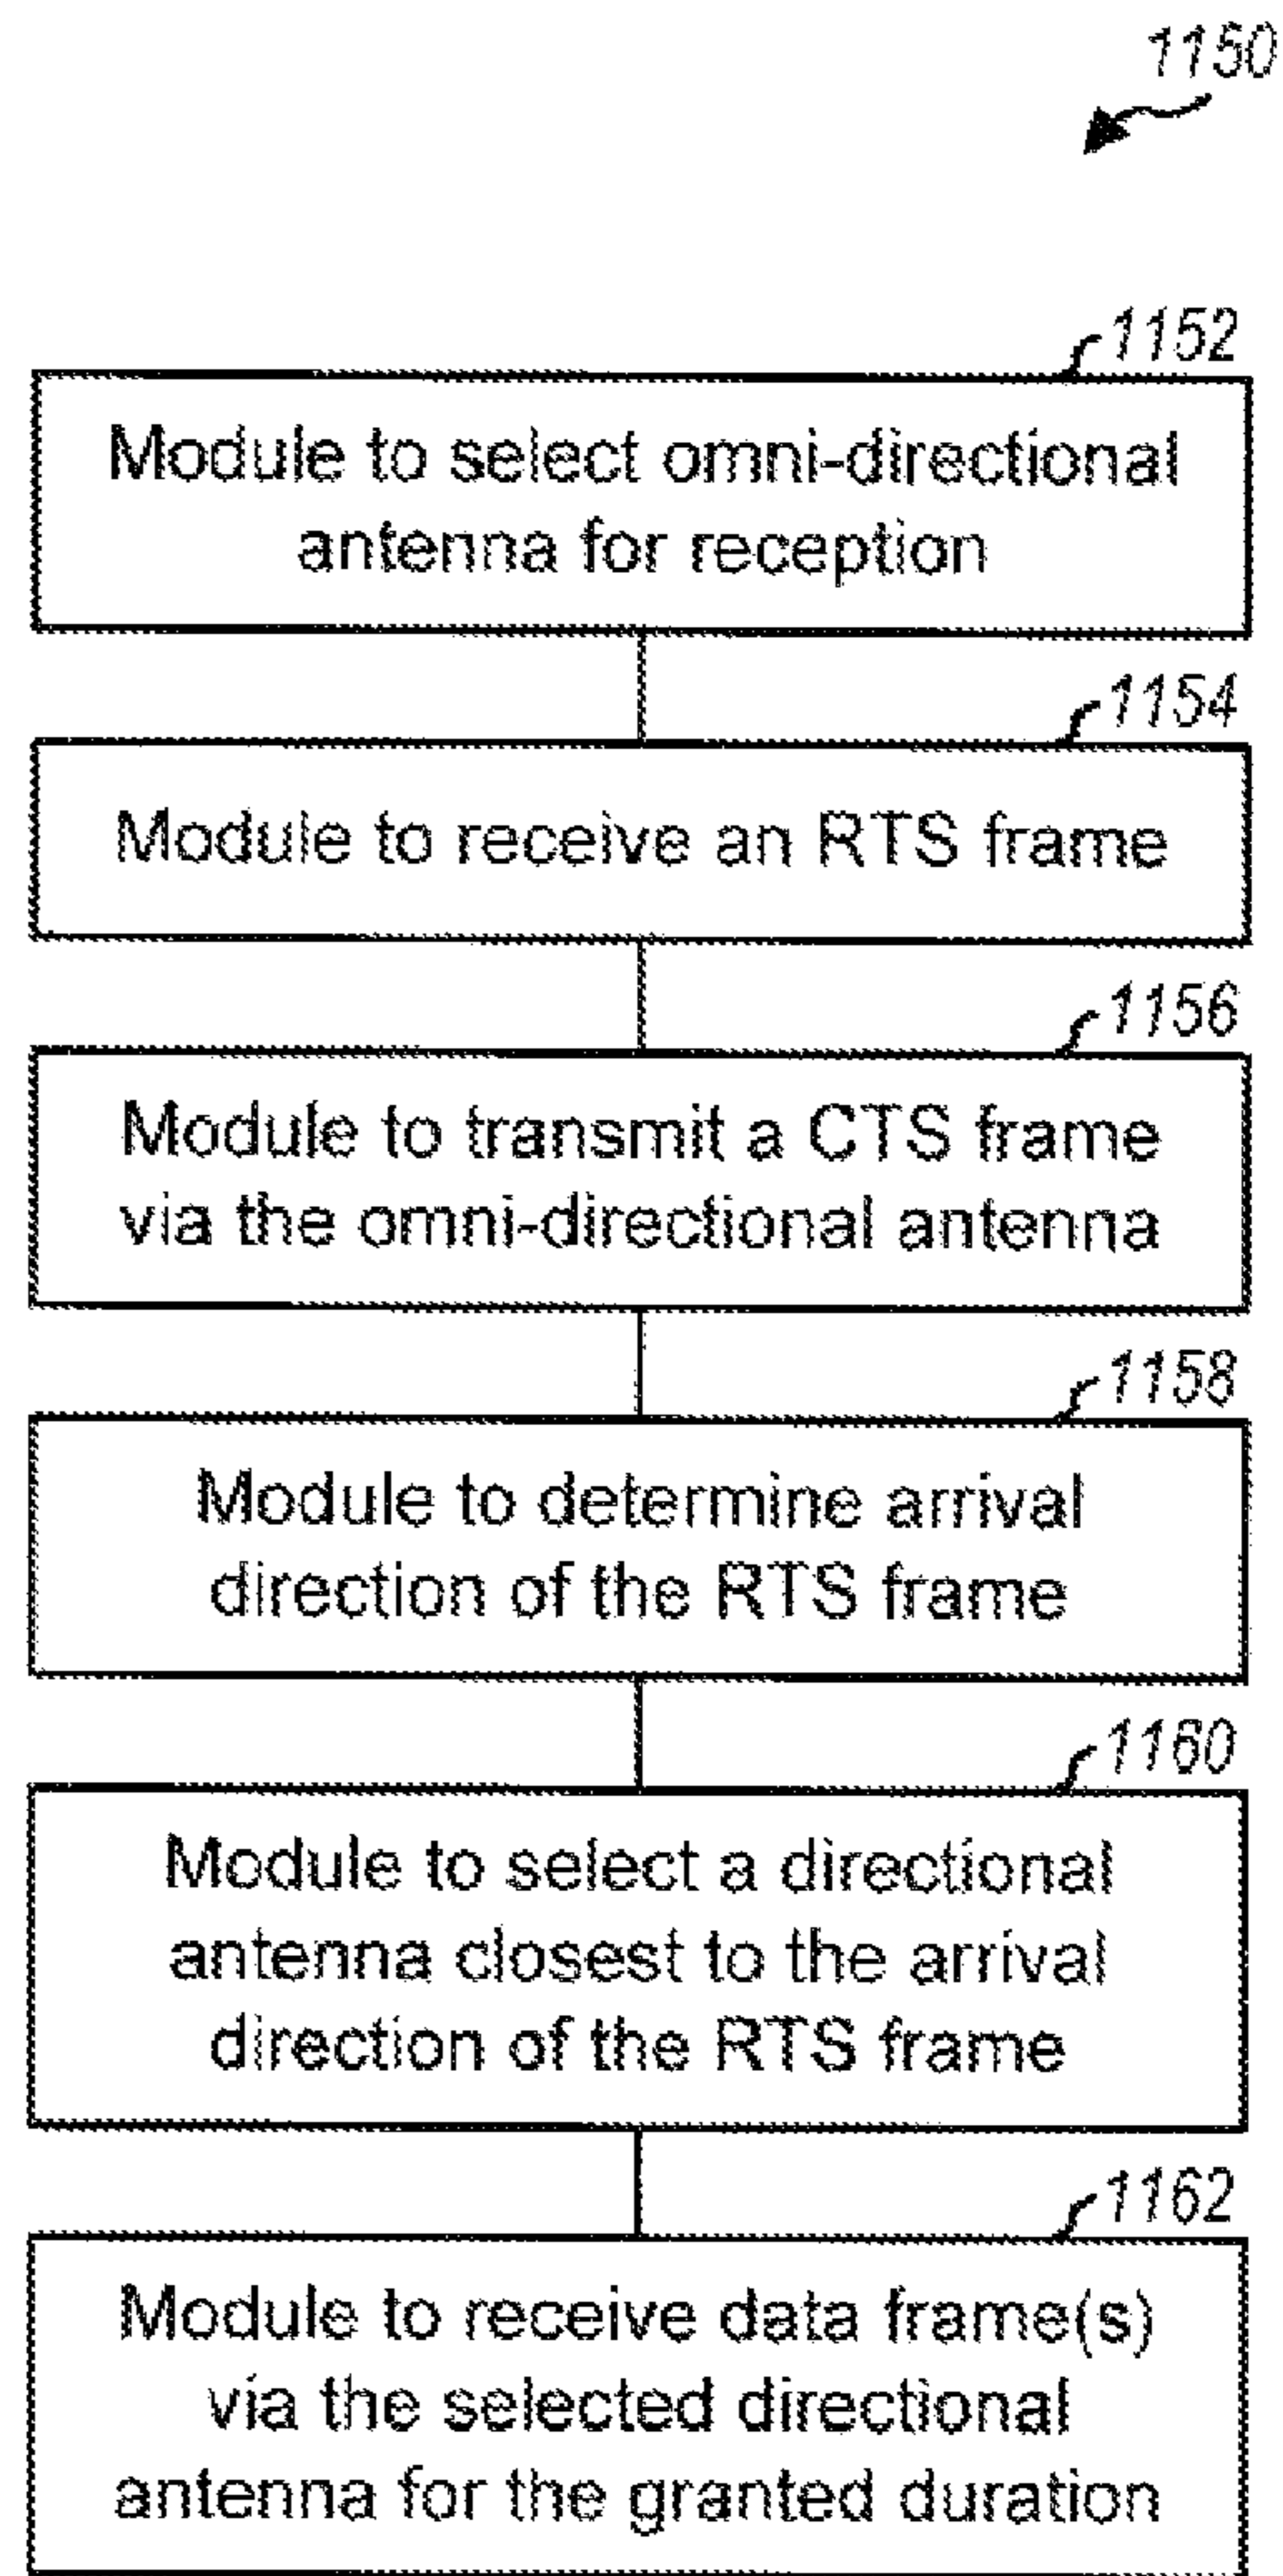 1150
1152
Module to select omni-directional
antenna for reception
1154
Module to receive an RTS frame
1156
Module to transmit a CTS frame
via the omni-directional antenna
1158
Module to determine arrival
direction of the RTS frame
1160
Module to select a directional
antenna closest to the arrival
direction of the RTS frame
1162
Module to receive data frame(s)
via the selected directional
antenna for the granted duration